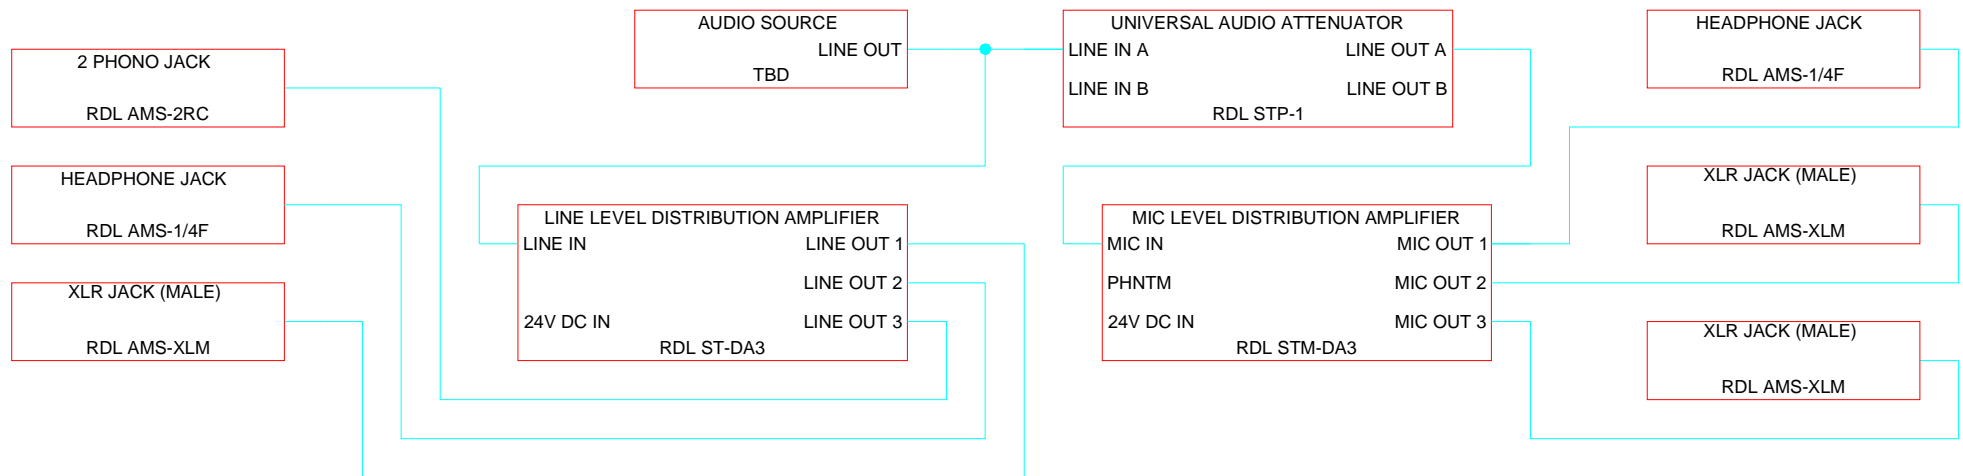 2 PHONO JACK
RDL AMS-2RC
HEADPHONE JACK
RDL AMS-1/4F
XLR JACK (MALE)
RDL AMS-XLM
AUDIO SOURCE
LINE OUT
TBD
LINE LEVEL DISTRIBUTION AMPLIFIER
LINE IN
LINE OUT 1
LINE OUT 2
24V DC IN
LINE OUT 3
RDL ST-DA3
UNIVERSAL AUDIO ATTENUATOR
LINE IN A
LINE OUT A
LINE IN B
LINE OUT B
RDL STP-1
MIC LEVEL DISTRIBUTION AMPLIFIER
MIC IN
MIC OUT 1
PHNTM
MIC OUT 2
24V DC IN
MIC OUT 3
RDL STM-DA3
HEADPHONE JACK
RDL AMS-1/4F
XLR JACK (MALE)
RDL AMS-XLM
XLR JACK (MALE)
RDL AMS-XLM